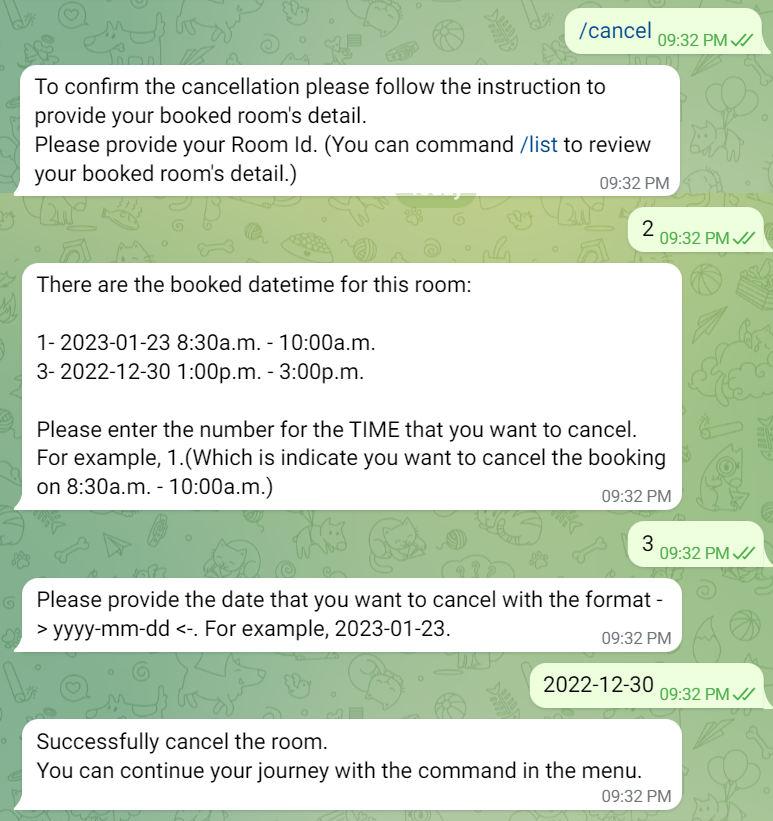 /cancel 09:32 PM
To confirm the cancellation please follow the instruction to
provide your booked room's detail.
Please provide your Room Id. (You can command /list to review
your booked room's detail.)
09:32 PM
2 09:32 PM
There are the booked datetime for this room:
1- 2023-01-23 8:30a.m. - 10:00a.m.
3- 2022-12-30 1:00p.m. - 3:00p.m.
Please enter the number for the TIME that you want to cancel.
For example, 1.(Which is indicate you want to cancel the booking
on 8:30a.m. - 10:00a.m.)
09:32 PM
3 09:32 PM
Please provide the date that you want to cancel with the format -
> yyyy-mm-dd <-. For example, 2023-01-23.
09:32 PM
2022-12-30 09:32 PM
Successfully cancel the room.
You can continue your journey with the command in the menu.
09:32 PM